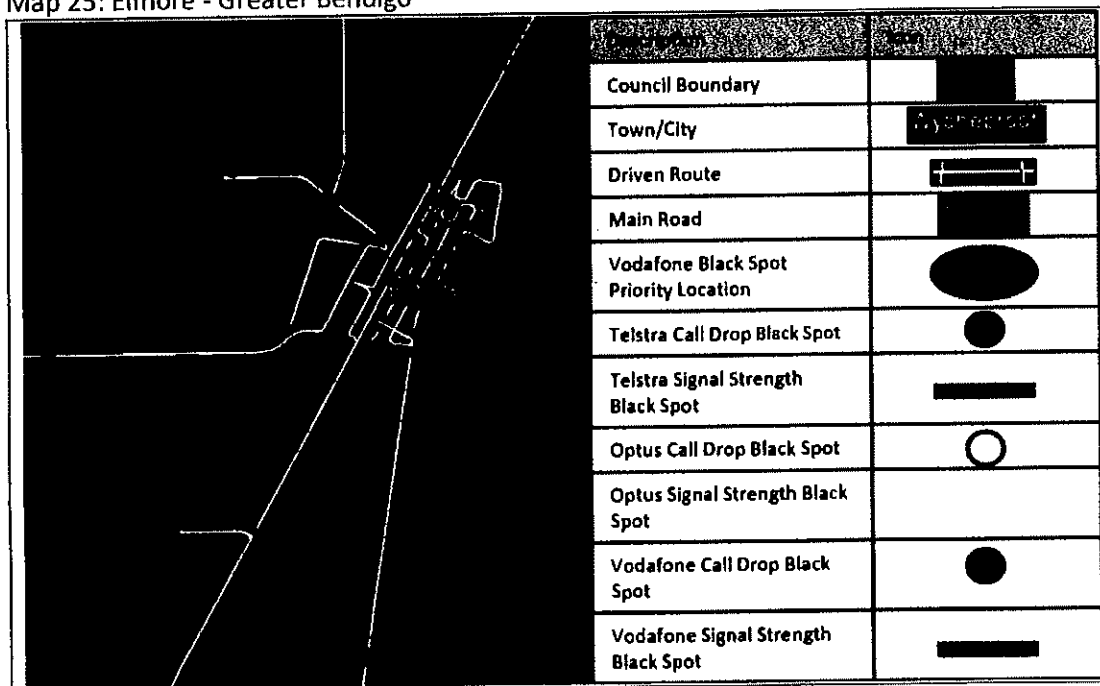 Map 25: Elmore - Greater Bendigo
Description
Icon
Council Boundary
Town/City
Driven Route
Main Road
Vodafone Black Spot
Priority Location
Telstra Call Drop Black Spot
Telstra Signal Strength
Black Spot
Optus Call Drop Black Spot
Optus Signal Strength Black
Spot
Vodafone Call Drop Black
Spot
Vodafone Signal Strength
Black Spot